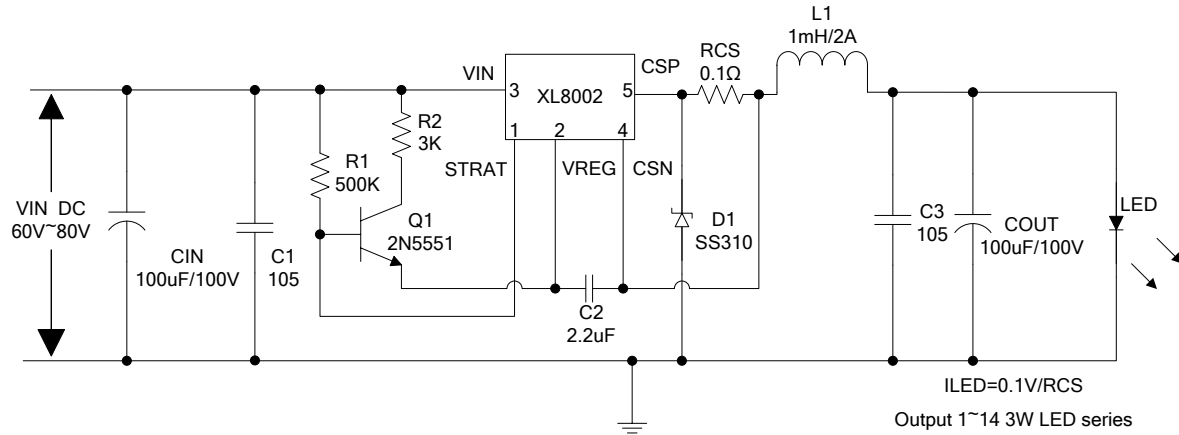 L1
1mH/2A
RCS
0.1Ω
CSP
VIN
3
XL8002
5
1
2
4
STRAT
VREG
CSN
R2
3K
R1
500K
Q1
2N5551
VIN DC
60V~80V
CIN
100uF/100V
C1
105
C2
2.2uF
D1
SS310
C3
105
COUT
100uF/100V
LED
ILED=0.1V/RCS
Output 1~14 3W LED series